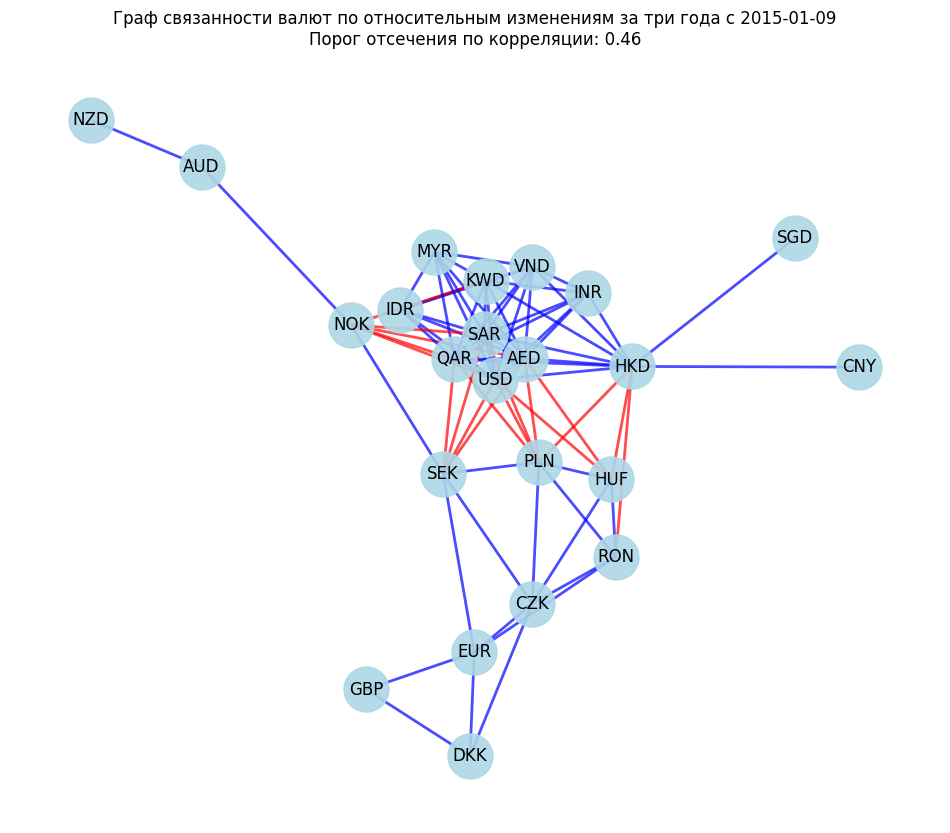 Граф связанности валют по относительным изменениям за три года с 2015-01-09
Порог отсечения по корреляции: 0.46
NZD
AUD
SGD
MYR
VND
KWD
INR
IDR
NOK
SAR
QAR
AED
HKD
CNY
USD
PLN
SEK
HUF
RON
CZK
EUR
GBP
DKK